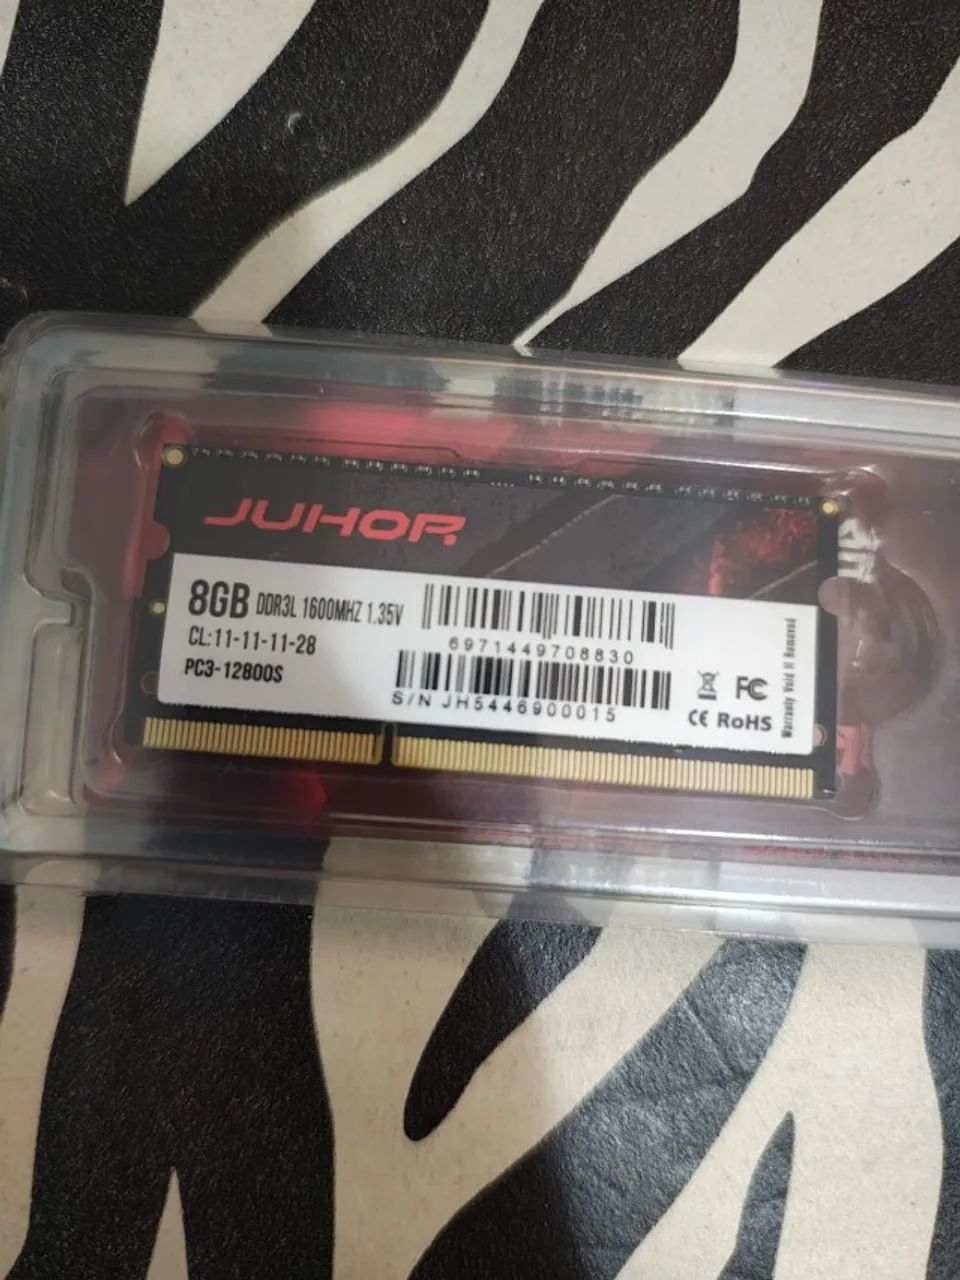 JUHOR
8GB DDR3L 1600MHZ 1.35V
CL:11-11-11-28
PC3-12800S
6971449708830
S/N JH5446900015
FC
CE RoHS
Warranty Void If Removed